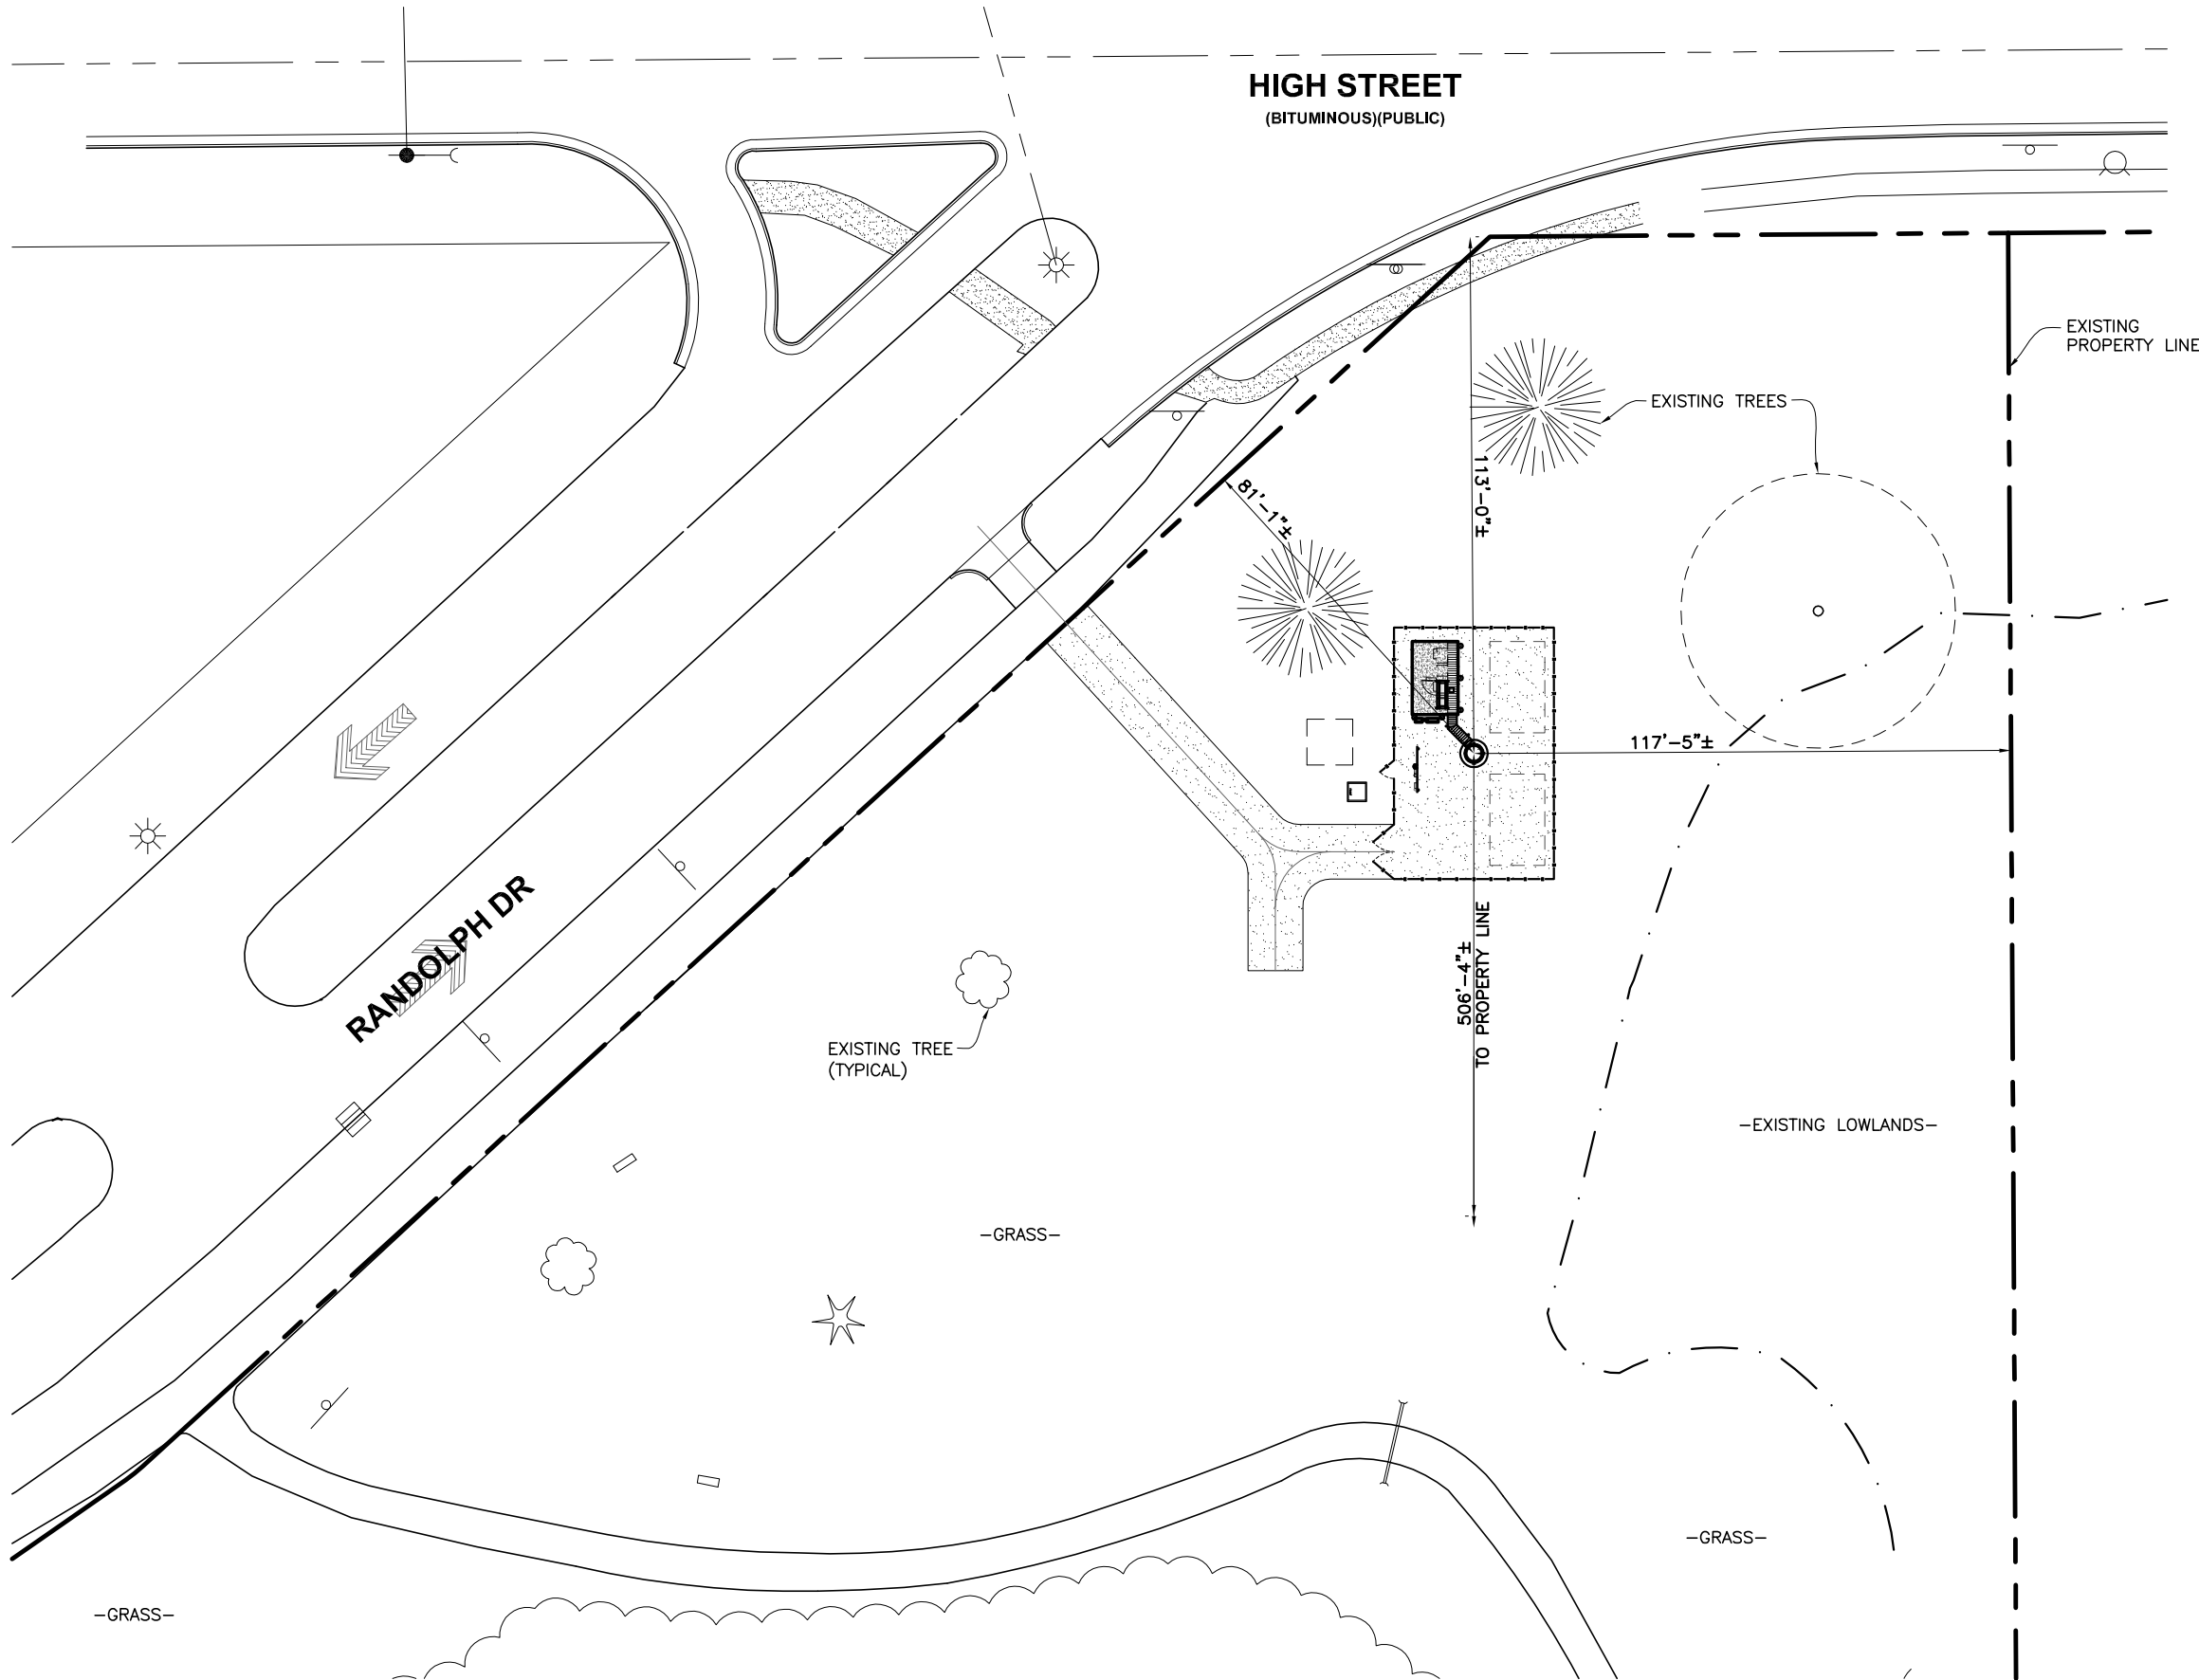 HIGH STREET
(BITUMINOUS)(PUBLIC)
EXISTING
PROPERTY LINE
EXISTING TREES
113'-0"±
81'-1"±
117'-5"±
RANDOLPH DR
506'-4"±
TO PROPERTY LINE
EXISTING TREE
(TYPICAL)
-EXISTING LOWLANDS-
-GRASS-
-GRASS-
-GRASS-